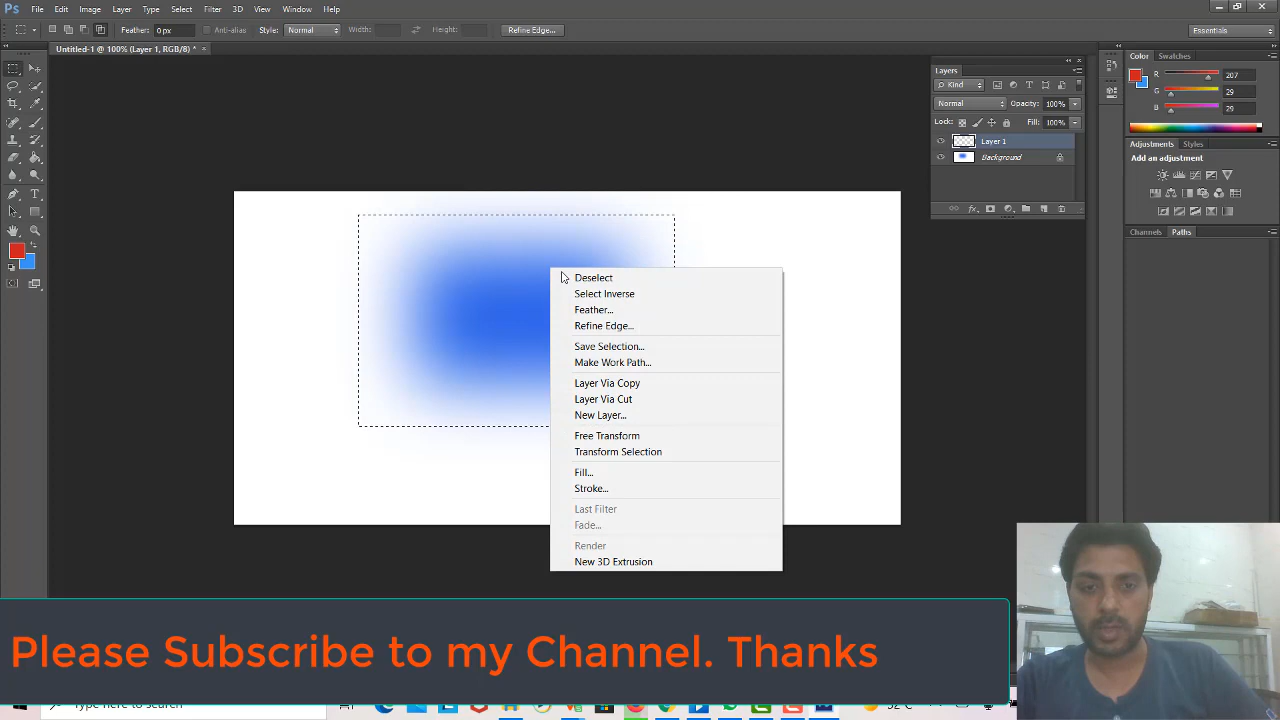 Ps File Edit Image Layer Type Select Filter 3D View Window Help
Feather: 0 px Anti-alias Style: Normal Width: Height: Refine Edge... Essentials
Untitled-1 @ 100% (Layer 1, RGB/8) * ×
Layers
Kind
Normal Opacity: 100%
Lock: Fill: 100%
Layer 1
Background
Color Swatches
R 207
G 29
B 29
Adjustments Styles
Add an adjustment
Channels Paths
Deselect
Select Inverse
Feather...
Refine Edge...
Save Selection...
Make Work Path...
Layer Via Copy
Layer Via Cut
New Layer...
Free Transform
Transform Selection
Fill...
Stroke...
Last Filter
Fade...
Render
New 3D Extrusion
Please Subscribe to my Channel. Thanks
Type here to search